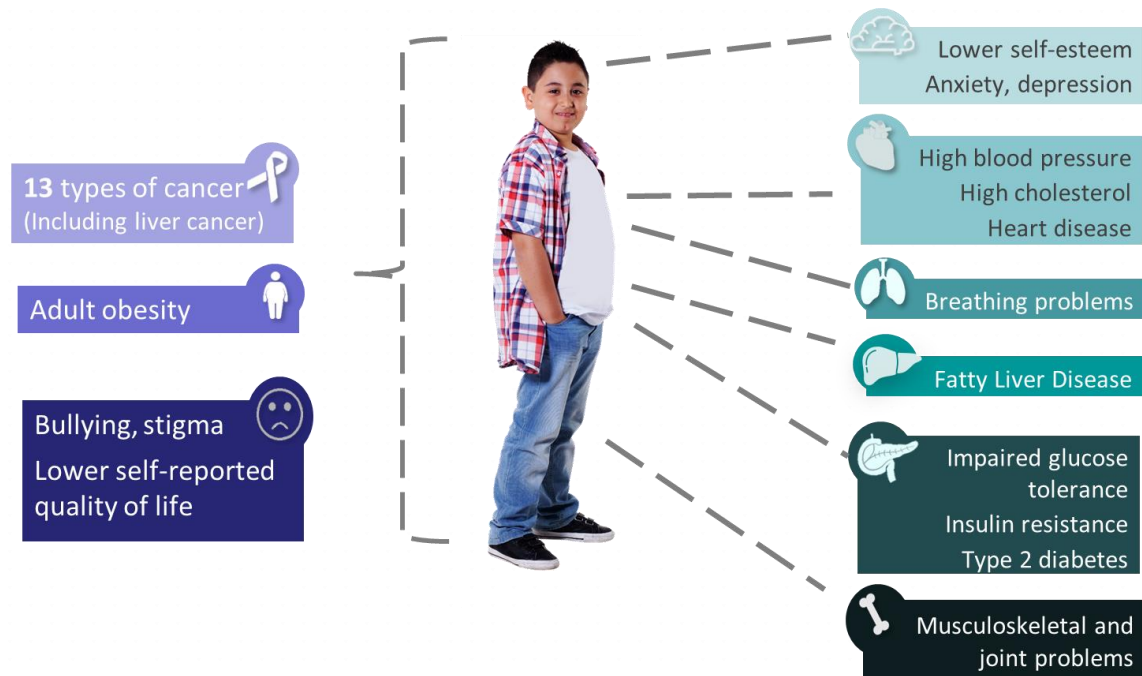 13 types of cancer
(Including liver cancer)
Adult obesity
Bullying, stigma
Lower self-reported
quality of life
Lower self-esteem
Anxiety, depression
High blood pressure
High cholesterol
Heart disease
Breathing problems
Fatty Liver Disease
Impaired glucose
tolerance
Insulin resistance
Type 2 diabetes
Musculoskeletal and
joint problems